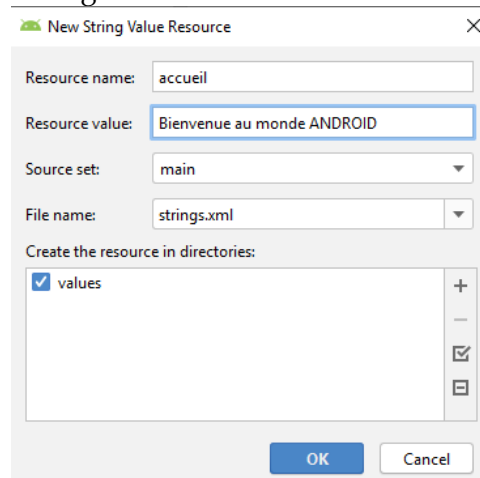 New String Value Resource
Resource name: accueil
Resource value: Bienvenue au monde ANDROID
Source set: main
File name: strings.xml
Create the resource in directories:
values
OK Cancel